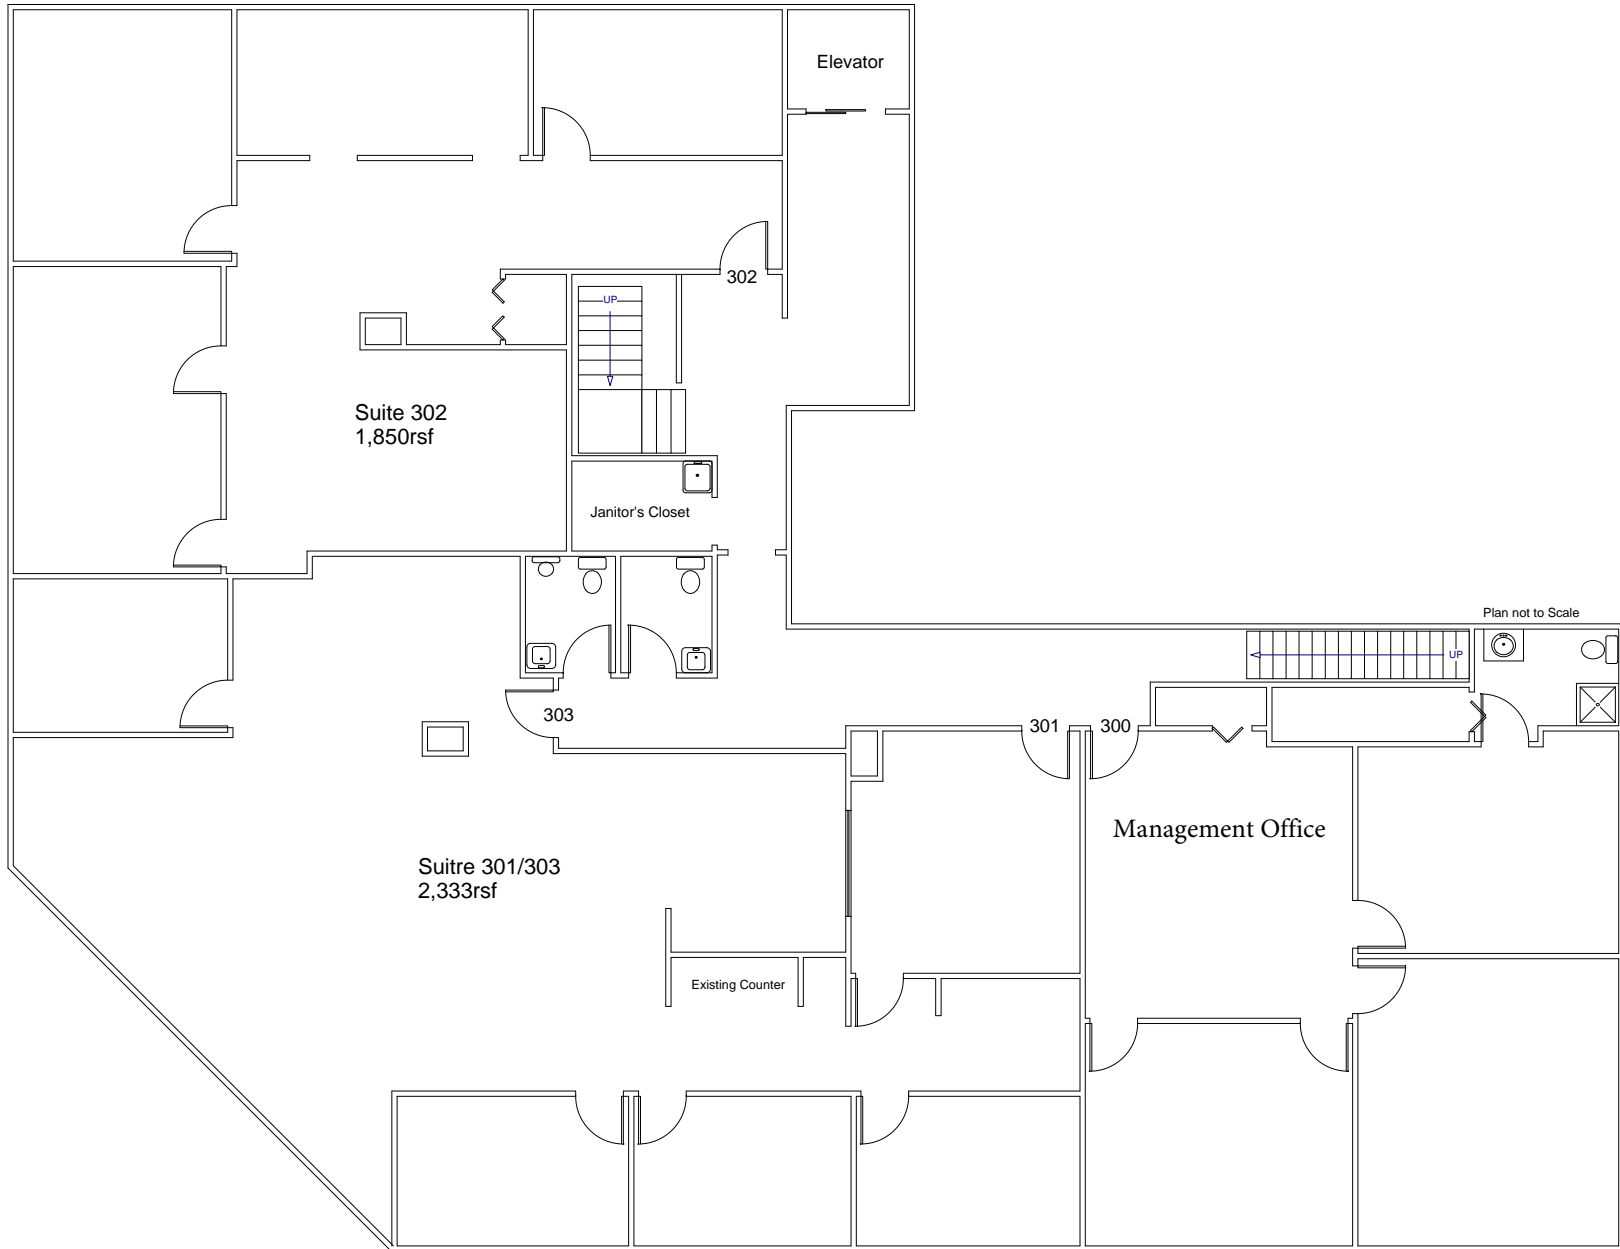 Elevator
302
UP
Suite 302
1,850rsf
Janitor's Closet
Plan not to Scale
UP
303
301
300
Management Office
Suitre 301/303
2,333rsf
Existing Counter